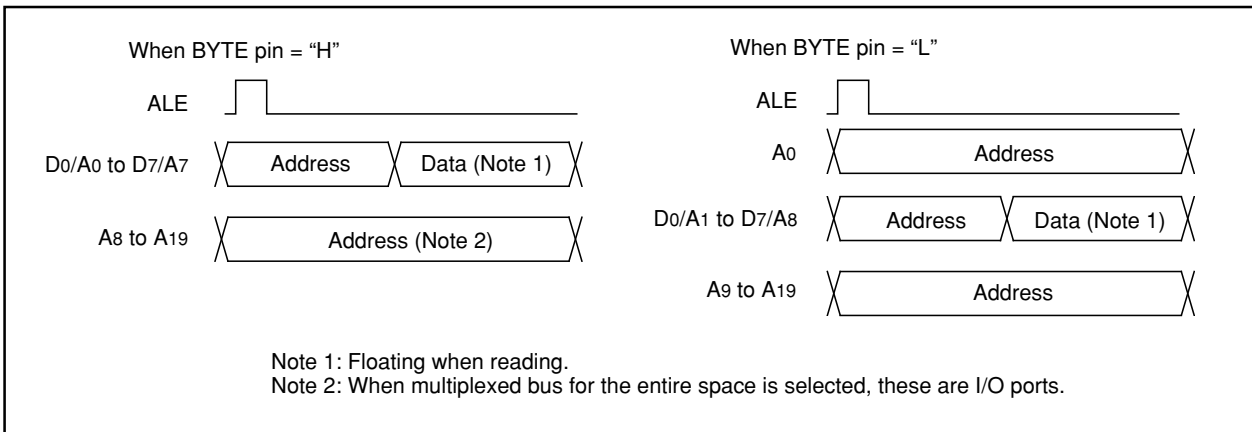 When BYTE pin = “H”
ALE
D0/A0 to D7/A7
Address
Data (Note 1)
A8 to A19
Address (Note 2)
When BYTE pin = “L”
ALE
A0
Address
D0/A1 to D7/A8
Address
Data (Note 1)
A9 to A19
Address
Note 1: Floating when reading.
Note 2: When multiplexed bus for the entire space is selected, these are I/O ports.